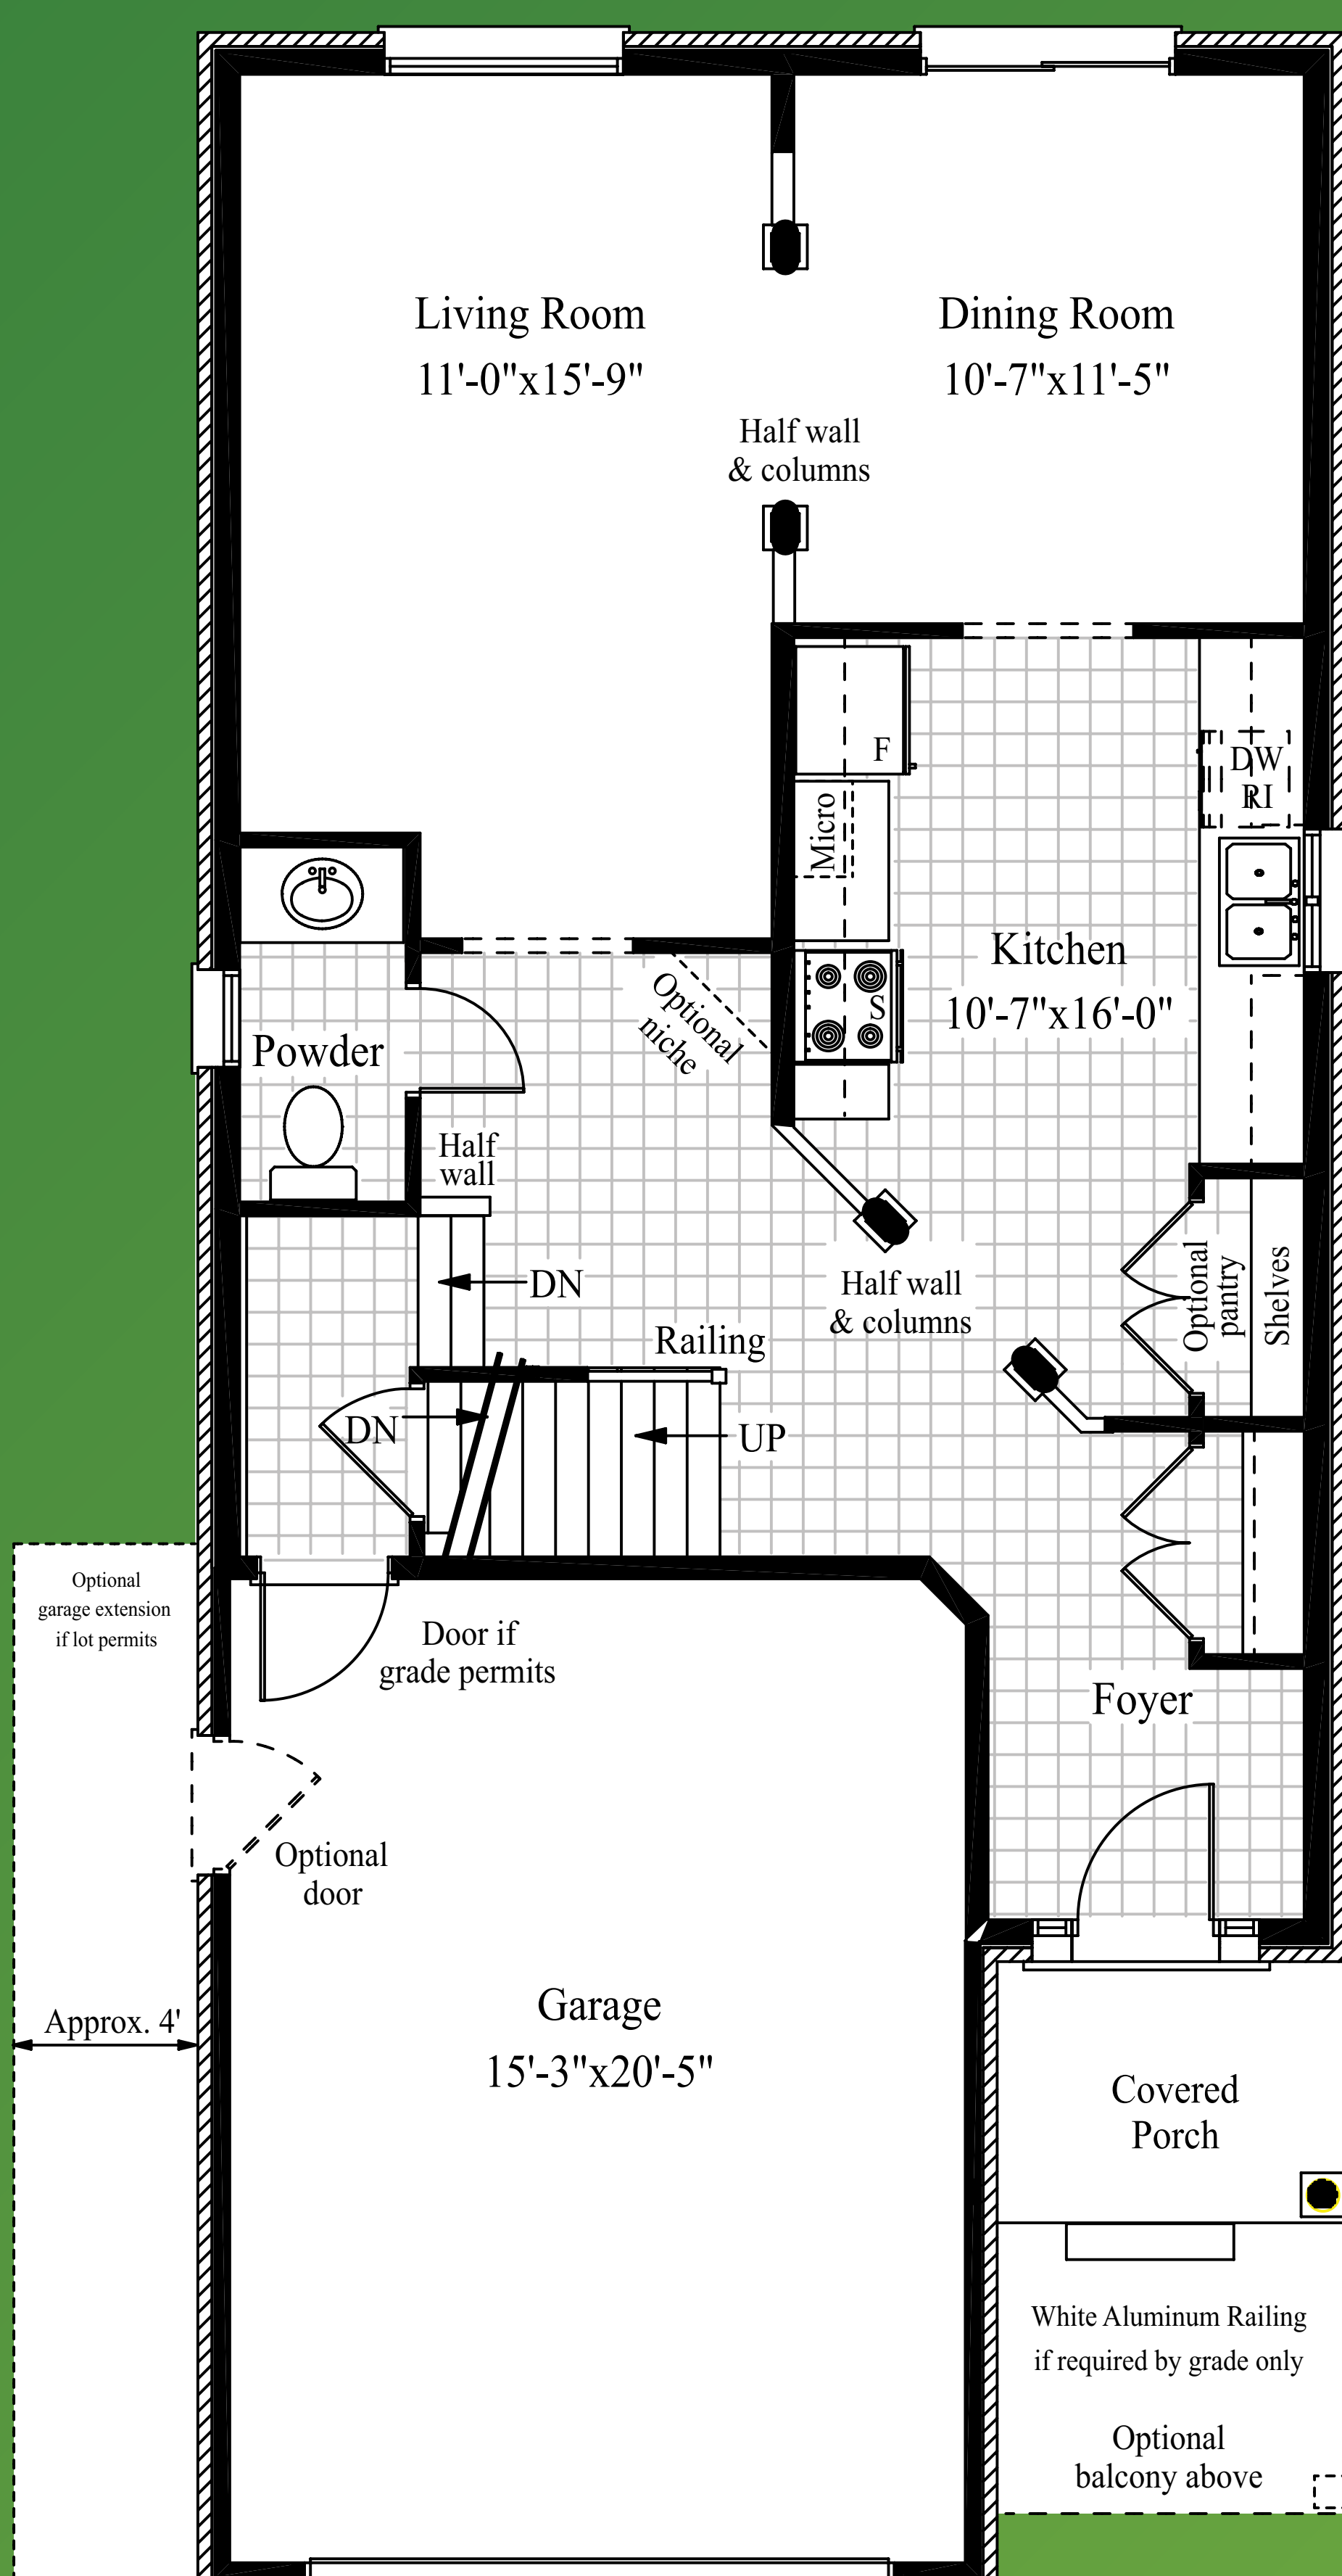 Living Room
11'-0"x15'-9"
Dining Room
10'-7"x11'-5"
Half wall
& columns
F
DW
RI
Micro
Kitchen
10'-7"x16'-0"
S
Optional
niche
Powder
Half
wall
DN
Half wall
& columns
Optional
pantry
Shelves
Railing
DN
UP
Optional
garage extension
if lot permits
Door if
grade permits
Foyer
Optional
door
Approx. 4'
Garage
15'-3"x20'-5"
Covered
Porch
White Aluminum Railing
if required by grade only
Optional
balcony above